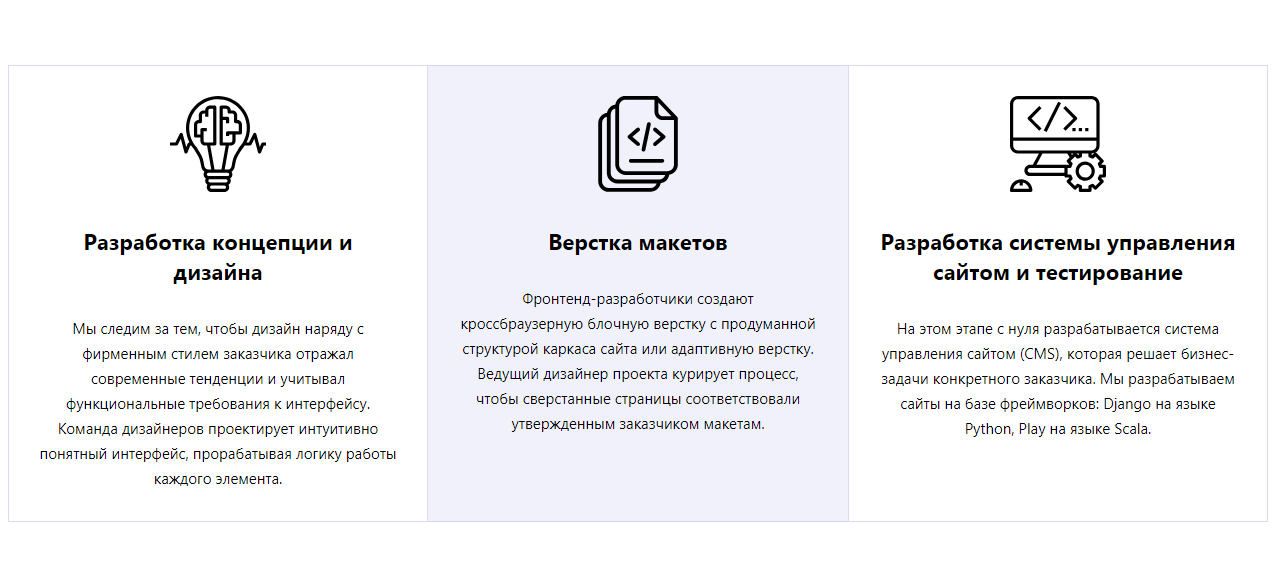 Разработка концепции и
дизайна
Мы следим за тем, чтобы дизайн наряду с
фирменным стилем заказчика отражал
современные тенденции и учитывал
функциональные требования к интерфейсу.
Команда дизайнеров проектирует интуитивно
понятный интерфейс, прорабатывая логику работы
каждого элемента.
</>
Верстка макетов
Фронтенд-разработчики создают
кроссбраузерную блочную верстку с продуманной
структурой каркаса сайта или адаптивную верстку.
Ведущий дизайнер проекта курирует процесс,
чтобы сверстанные страницы соответствовали
утвержденным заказчиком макетам.
</>...
Разработка системы управления
сайтом и тестирование
На этом этапе с нуля разрабатывается система
управления сайтом (CMS), которая решает бизнес-
задачи конкретного заказчика. Мы разрабатываем
сайты на базе фреймворков: Django на языке
Python, Play на языке Scala.